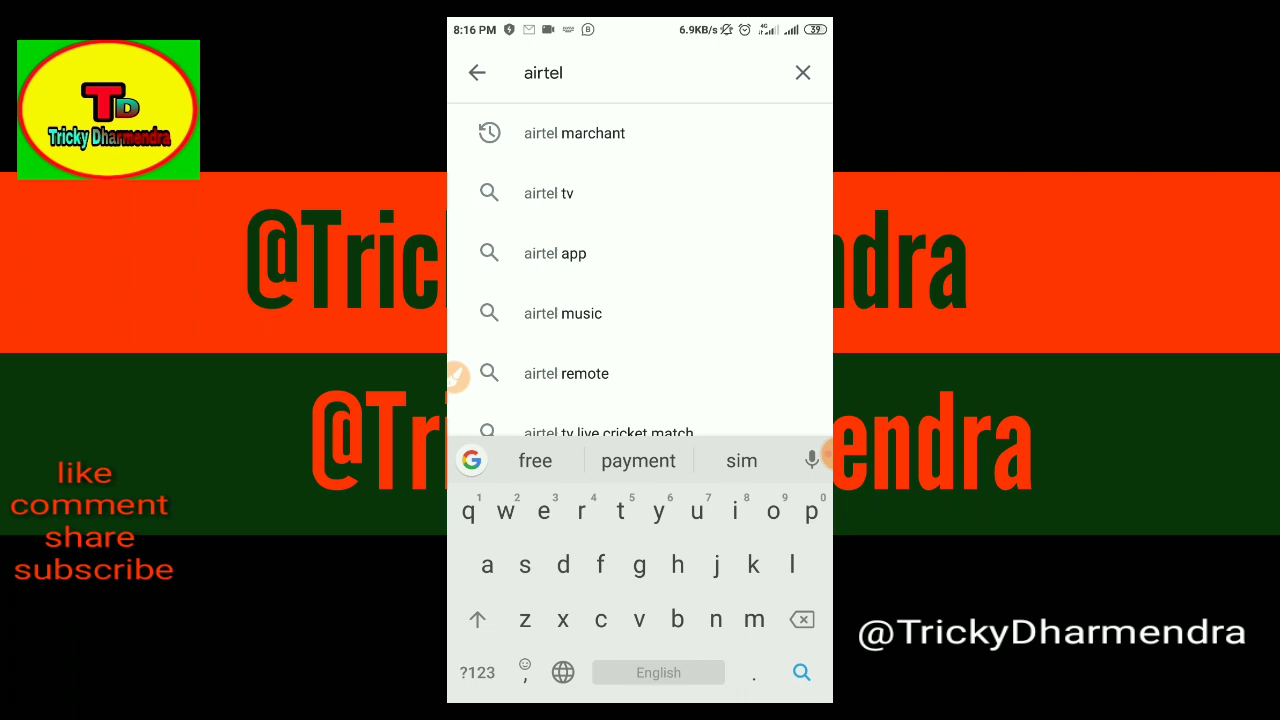 TD
Tricky Dharmendra
8:16 PM
6.9KB/s
4G
39
airtel
airtel marchant
airtel tv
airtel app
airtel music
airtel remote
airtel tv live cricket match
@Tric
ndra
@Tri
endra
like
comment
share
subscribe
G
free payment sim
1 2 3 4 5 6 7 8 9 0
q w e r t y u i o p
a s d f g h j k l
z x c v b n m
?123 , English .
@TrickyDharmendra